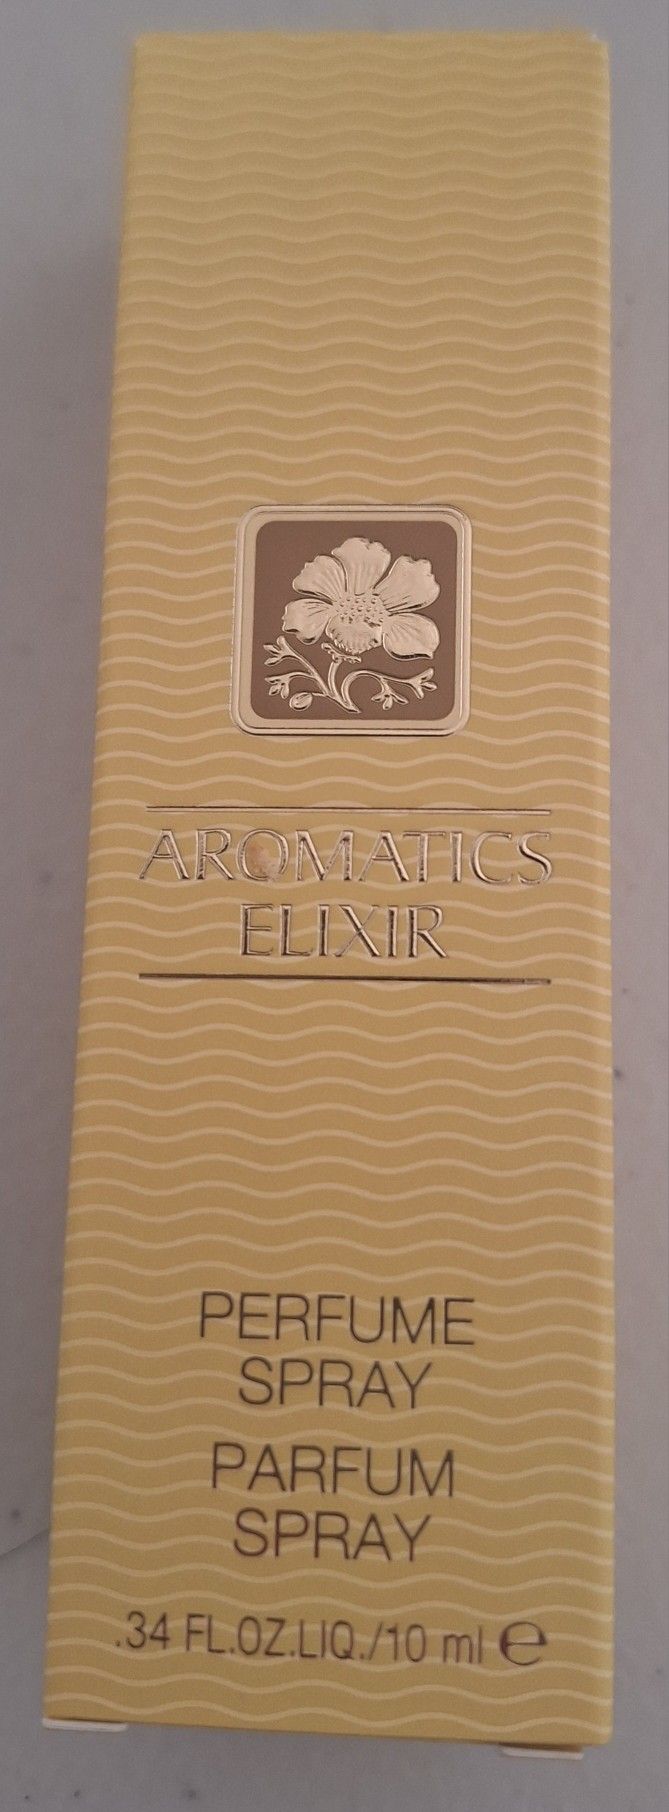 AROMATICS
ELIXIR
PERFUME
SPRAY
PARFUM
SPRAY
.34 FL.OZ.LIQ./10 ml ℮